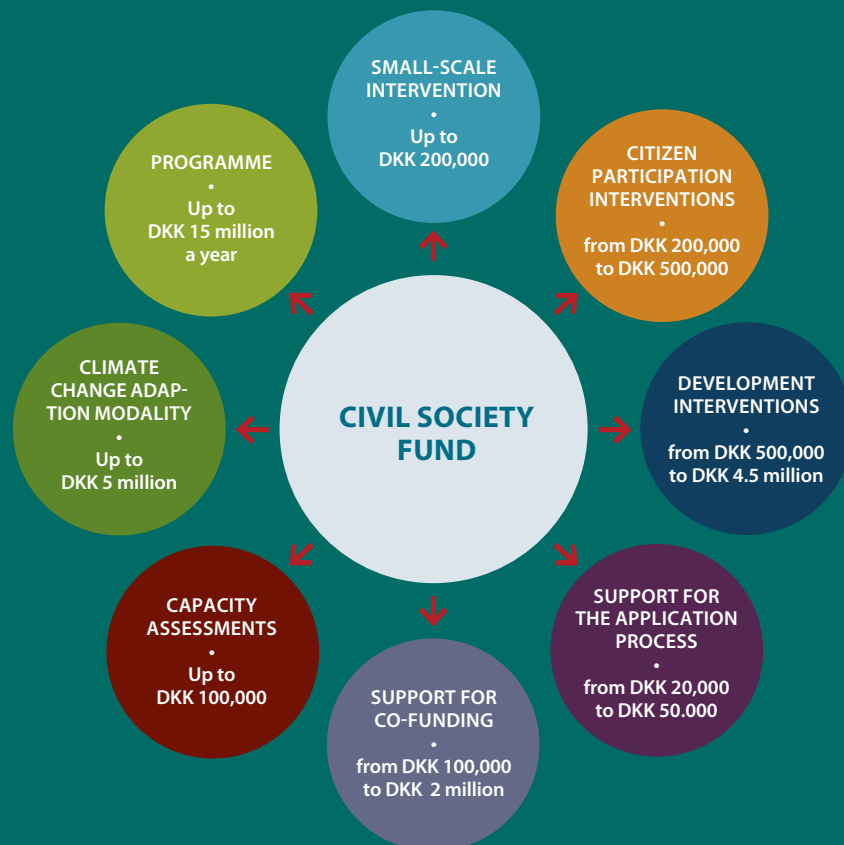 SMALL-SCALE
INTERVENTION
•
Up to
DKK 200,000
CITIZEN
PARTICIPATION
INTERVENTIONS
•
from DKK 200,000
to DKK 500,000
DEVELOPMENT
INTERVENTIONS
•
from DKK 500,000
to DKK 4.5 million
SUPPORT FOR
THE APPLICATION
PROCESS
•
from DKK 20,000
to DKK 50.000
SUPPORT FOR
CO-FUNDING
•
from DKK 100,000
to DKK 2 million
CAPACITY
ASSESSMENTS
•
Up to
DKK 100,000
CLIMATE
CHANGE ADAP-
TION MODALITY
•
Up to
DKK 5 million
PROGRAMME
•
Up to
DKK 15 million
a year
CIVIL SOCIETY
FUND